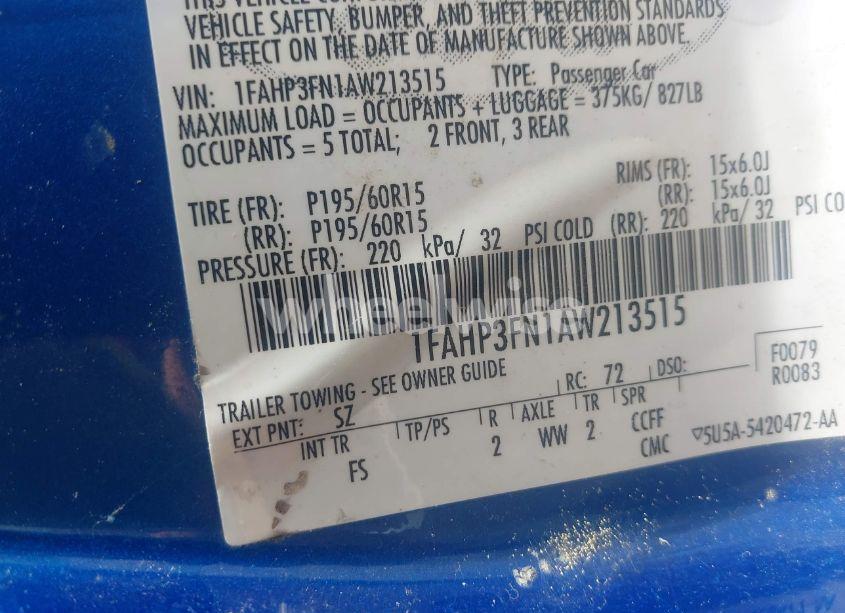 VEHICLE SAFETY, BUMPER, AND THEFT PREVENTION STANDARDS
IN EFFECT ON THE DATE OF MANUFACTURE SHOWN ABOVE.
VIN: 1FAHP3FN1AW213515 TYPE: Passenger Car
MAXIMUM LOAD = OCCUPANTS + LUGGAGE = 375KG/ 827LB
OCCUPANTS = 5 TOTAL; 2 FRONT, 3 REAR
TIRE (FR): P195/60R15 RIMS (FR): 15x6.0J
(RR): P195/60R15 (RR): 15x6.0J
PRESSURE (FR): 220 kPa/ 32 PSI COLD (RR): 220 kPa/ 32 PSI CO
wheelwise
1FAHP3FN1AW213515
TRAILER TOWING - SEE OWNER GUIDE
EXT PNT: SZ RC: 72 DSO: F0079
R0083
INT TR TP/PS R AXLE TR SPR
FS 2 WW 2 CCFF
CMC ▽5U5A-5420472-AA